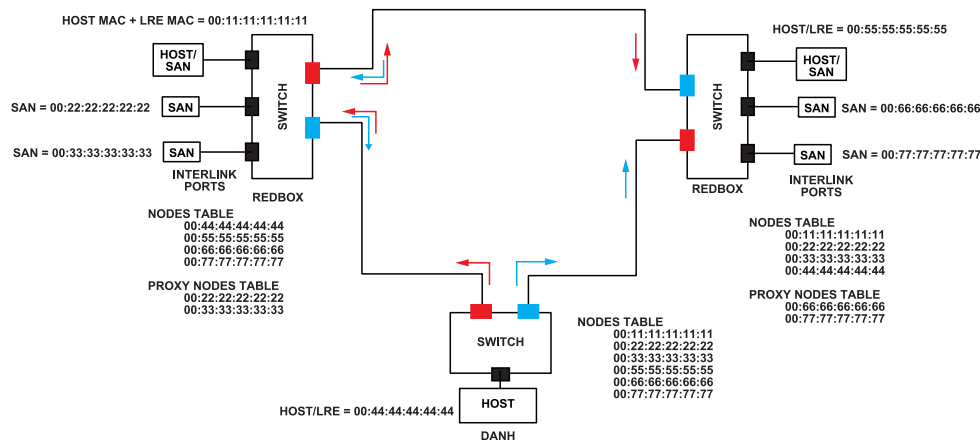 HOST MAC + LRE MAC = 00:11:11:11:11:11
HOST/
SAN
SAN = 00:22:22:22:22:22
SAN
SAN = 00:33:33:33:33:33
SAN
SWITCH
INTERLINK
PORTS
REDBOX
NODES TABLE
00:44:44:44:44:44
00:55:55:55:55:55
00:66:66:66:66:66
00:77:77:77:77:77
PROXY NODES TABLE
00:22:22:22:22:22
00:33:33:33:33:33
HOST/LRE = 00:55:55:55:55:55
HOST/
SAN
SAN
SAN = 00:66:66:66:66:66
SAN
SAN = 00:77:77:77:77:77
SWITCH
INTERLINK
PORTS
REDBOX
NODES TABLE
00:11:11:11:11:11
00:22:22:22:22:22
00:33:33:33:33:33
00:44:44:44:44:44
PROXY NODES TABLE
00:66:66:66:66:66
00:77:77:77:77:77
SWITCH
HOST
HOST/LRE = 00:44:44:44:44:44
DANH
NODES TABLE
00:11:11:11:11:11
00:22:22:22:22:22
00:33:33:33:33:33
00:55:55:55:55:55
00:66:66:66:66:66
00:77:77:77:77:77